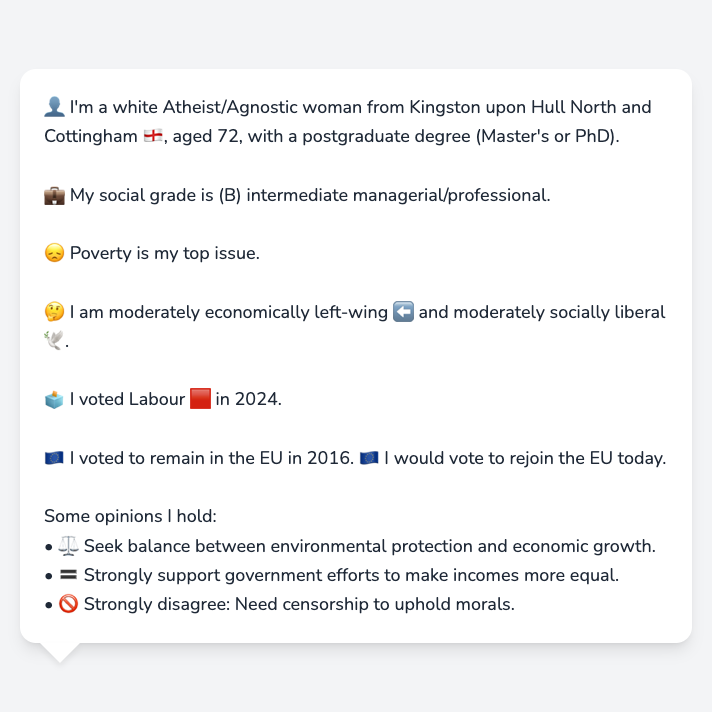 👤 I'm a white Atheist/Agnostic woman from Kingston upon Hull North and
Cottingham 🏴󠁧󠁢󠁥󠁮󠁧󠁿, aged 72, with a postgraduate degree (Master's or PhD).
💼 My social grade is (B) intermediate managerial/professional.
😞 Poverty is my top issue.
🤔 I am moderately economically left-wing ⬅️ and moderately socially liberal
🕊️.
🗳️ I voted Labour 🟥 in 2024.
🇪🇺 I voted to remain in the EU in 2016. 🇪🇺 I would vote to rejoin the EU today.
Some opinions I hold:
• ⚖️ Seek balance between environmental protection and economic growth.
• 🟰 Strongly support government efforts to make incomes more equal.
• 🚫 Strongly disagree: Need censorship to uphold morals.